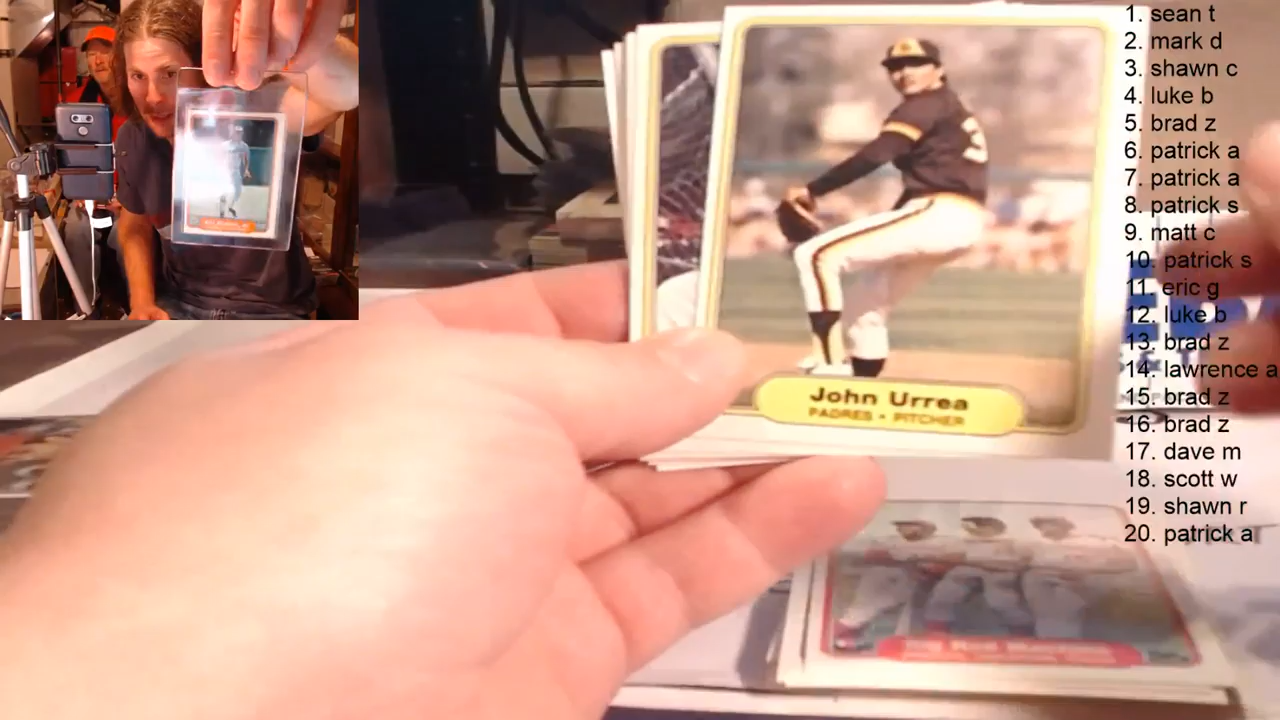 1. sean t
2. mark d
3. shawn c
4. luke b
5. brad z
6. patrick a
7. patrick a
8. patrick s
9. matt c
10. patrick s
11. eric g
12. luke b
13. brad z
14. lawrence a
15. brad z
16. brad z
17. dave m
18. scott w
19. shawn r
20. patrick a
John Urrea
PADRES • PITCHER